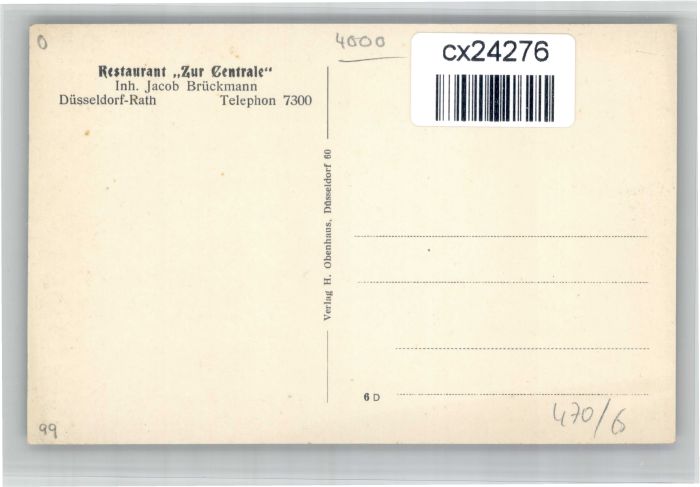 0
4000
cx24276
Restaurant „Zur Centrale“
Inh. Jacob Brückmann
Düsseldorf-Rath Telephon 7300
Verlag H. Obenhaus, Düsseldorf 60
6 D
470/6
99